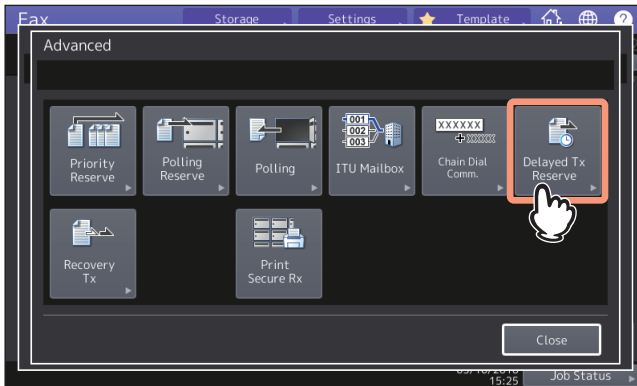 Fax
Storage
Settings
Template
?
Advanced
001
002
003
XXXXXX
+XXXXXX
Priority
Reserve
Polling
Reserve
Polling
ITU Mailbox
Chain Dial
Comm.
Delayed Tx
Reserve
Recovery
Tx
Print
Secure Rx
Close
15:25
Job Status